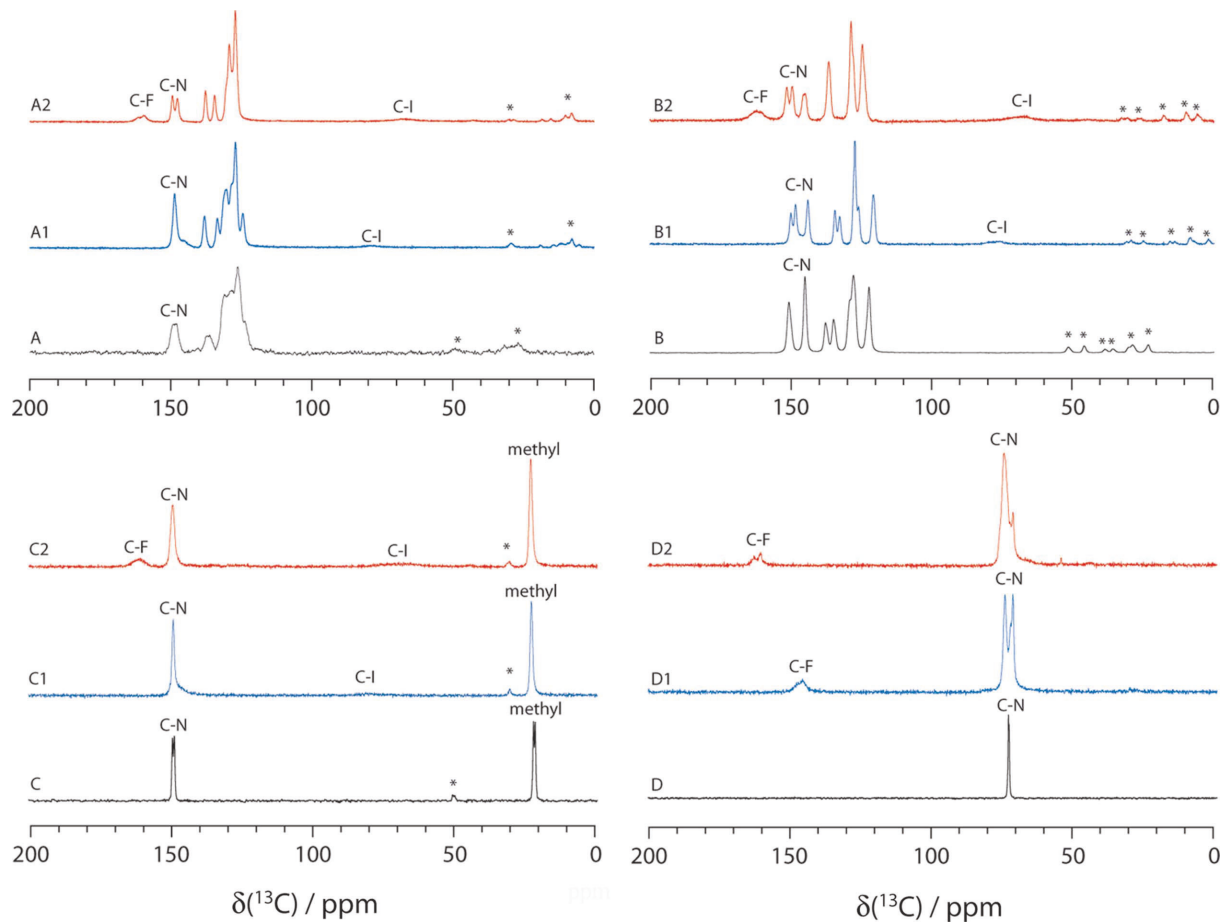 C-N
C-F
A2
C-I
*
*
C-N
A1
C-I
*
*
C-N
A
*
*
200
150
100
50
0
C-N
C-F
B2
C-I
*
*
*
*
*
C-N
B1
C-I
*
*
*
*
*
C-N
B
*
*
*
*
*
*
200
150
100
50
0
methyl
C-N
C-F
C2
C-I
*
methyl
C-N
C1
C-I
*
methyl
C-N
C
*
200
150
100
50
0
δ(¹³C) / ppm
C-N
C-F
D2
C-N
C-F
D1
C-N
D
200
150
100
50
0
δ(¹³C) / ppm
ppm